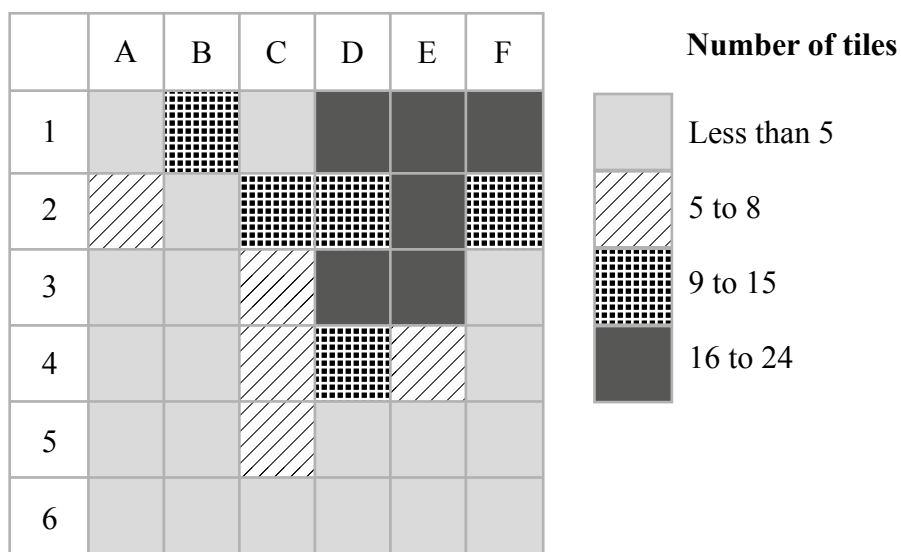 A B C D E F
Number of tiles
1
Less than 5
2
5 to 8
3
9 to 15
4
16 to 24
5
6